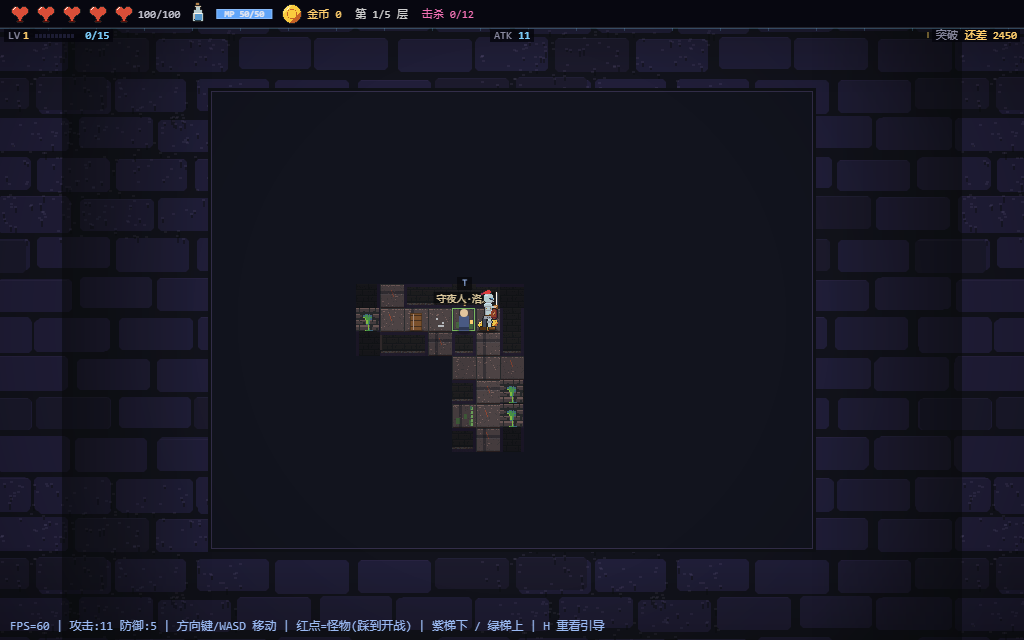 100/100 MP 50/50 金币 0 第 1/5 层 击杀 0/12
LV 1 0/15 ATK 11 突破 还差 2450
T
守夜人·洛
FPS=60 | 攻击:11 防御:5 | 方向键/WASD 移动 | 红点=怪物(踩到开战) | 紫梯下 / 绿梯上 | H 重看引导